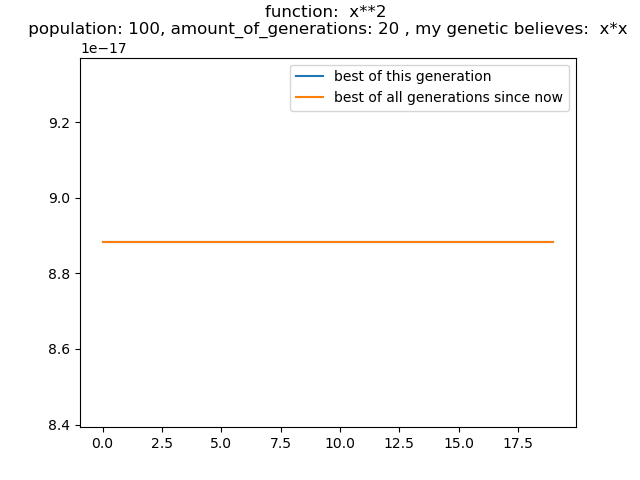 function:  x**2
population: 100, amount_of_generations: 20 , my genetic believes:  x*x
1e−17
best of this generation
best of all generations since now
9.2
9.0
8.8
8.6
8.4
0.0 2.5 5.0 7.5 10.0 12.5 15.0 17.5